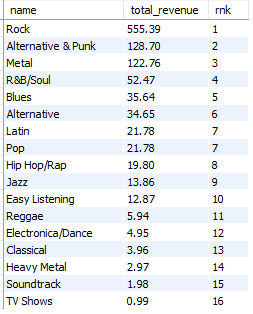 name total_revenue rnk
Rock 555.39 1
Alternative & Punk 128.70 2
Metal 122.76 3
R&B/Soul 52.47 4
Blues 35.64 5
Alternative 34.65 6
Latin 21.78 7
Pop 21.78 7
Hip Hop/Rap 19.80 8
Jazz 13.86 9
Easy Listening 12.87 10
Reggae 5.94 11
Electronica/Dance 4.95 12
Classical 3.96 13
Heavy Metal 2.97 14
Soundtrack 1.98 15
TV Shows 0.99 16